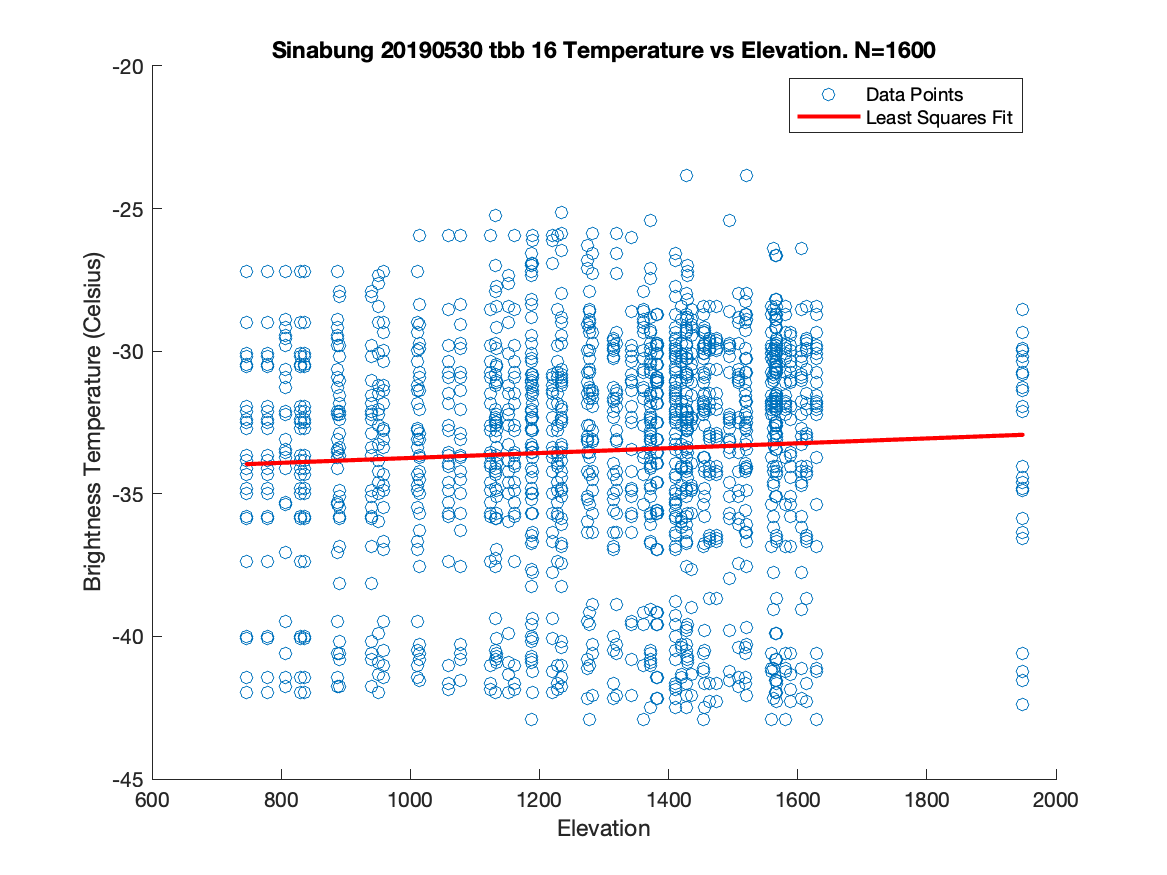 Sinabung 20190530 tbb 16 Temperature vs Elevation. N=1600
Data Points
Least Squares Fit
-20
-25
-30
-35
-40
-45
Brightness Temperature (Celsius)
600
800
1000
1200
1400
1600
1800
2000
Elevation